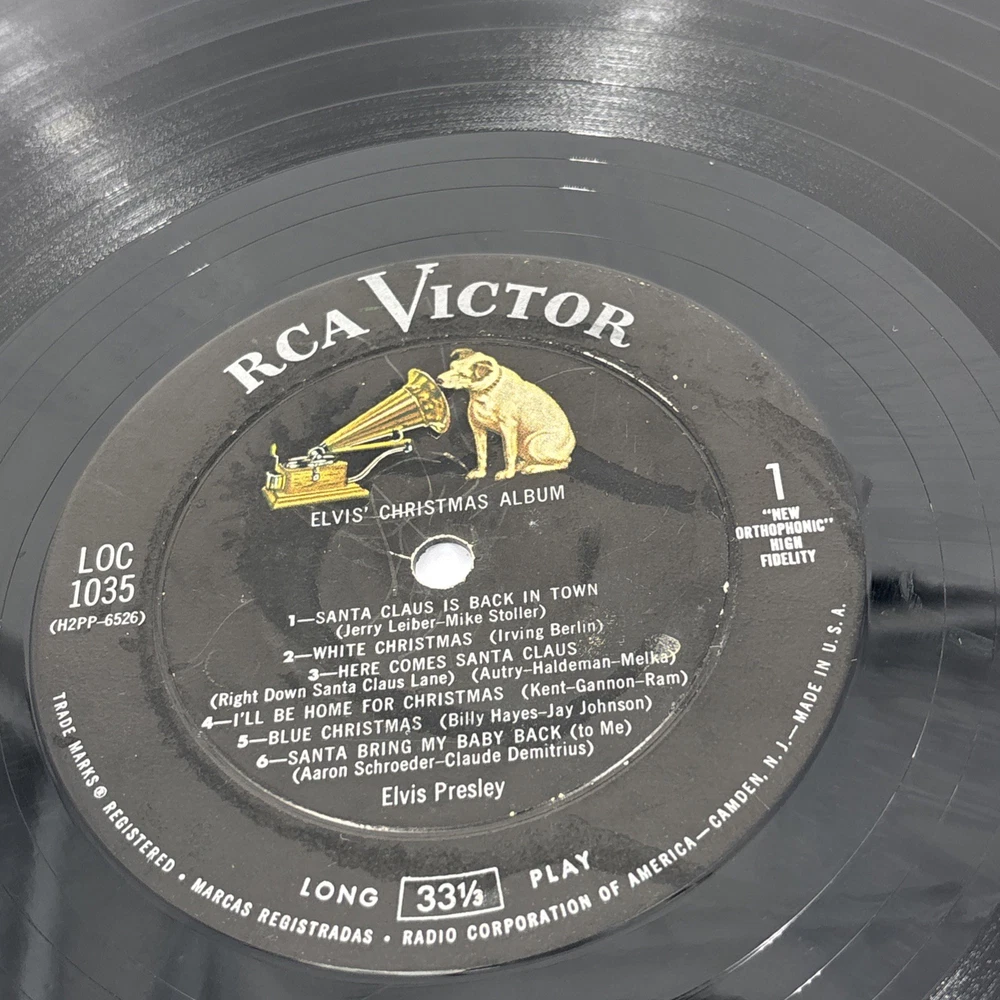 RCA VICTOR
ELVIS' CHRISTMAS ALBUM
LOC
1035
(H2PP-6526)
1
"NEW
ORTHOPHONIC"
HIGH
FIDELITY
1—SANTA CLAUS IS BACK IN TOWN
(Jerry Leiber-Mike Stoller)
2—WHITE CHRISTMAS (Irving Berlin)
3—HERE COMES SANTA CLAUS
(Right Down Santa Claus Lane) (Autry-Haldeman-Melka)
4—I'LL BE HOME FOR CHRISTMAS (Kent-Gannon-Ram)
5—BLUE CHRISTMAS (Billy Hayes-Jay Johnson)
6—SANTA BRING MY BABY BACK (to Me)
(Aaron Schroeder-Claude Demitrius)
Elvis Presley
LONG 33⅓ PLAY
TRADE MARKS ® REGISTERED • MARCAS REGISTRADAS • RADIO CORPORATION OF AMERICA—CAMDEN, N. J.—MADE IN U.S.A.